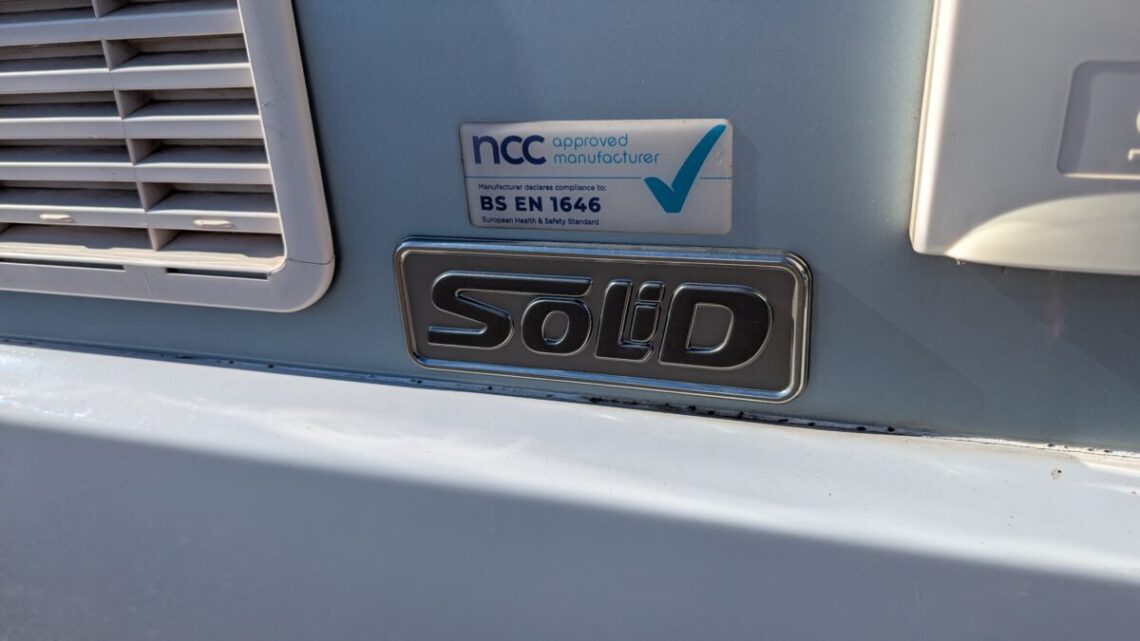 ncc approved
manufacturer
Manufacturer declares compliance to:
BS EN 1646
European Health & Safety Standard
SoLiD